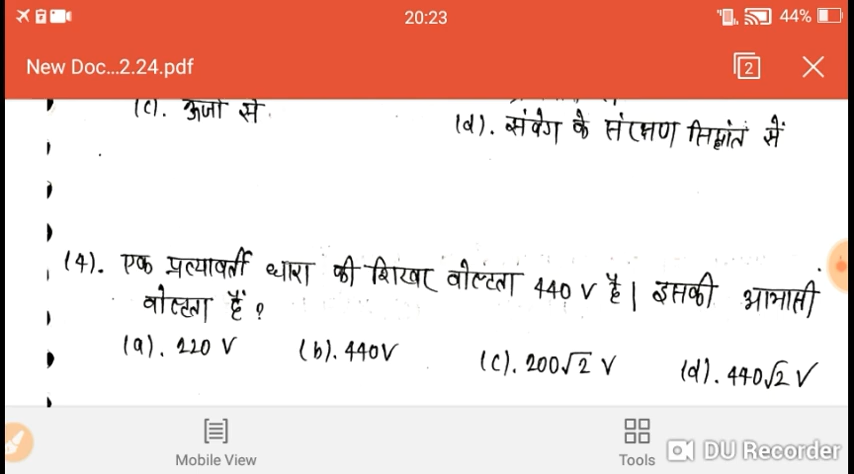 20:23
44%
New Doc...2.24.pdf
2
(c). ऊर्जा से
(d). संवेग के संरक्षण सिद्धांत से
(4). एक प्रत्यावर्ती धारा की शिखर वोल्टता 440 V है| इसकी आभासी
वोल्टता हैं?
(a). 220 V (b). 440V (c). 200√2 V (d). 440√2 V
Mobile View
Tools
DU Recorder